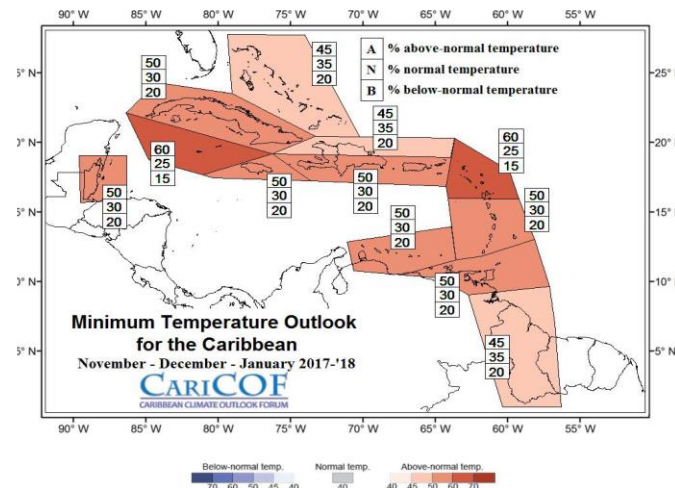 90° W 85° W 80° W 75° W 70° W 65° W 60° W 55° W
A % above-normal temperature
N % normal temperature
B % below-normal temperature
25° N
20° N
15° N
10° N
5° N
25° N
20° N
15° N
10° N
5° N
50
30
20
45
35
20
45
35
20
60
25
15
60
25
15
50
30
20
50
30
20
50
30
20
50
30
20
50
30
20
50
30
20
45
35
20
Minimum Temperature Outlook
for the Caribbean
November - December - January 2017-'18
CARICOF
CARIBBEAN CLIMATE OUTLOOK FORUM
90° W 85° W 80° W 75° W 70° W 65° W 60° W 55° W
Below-normal temp. Normal temp. Above-normal temp.
70 60 50 45 40 40 40 45 50 60 70